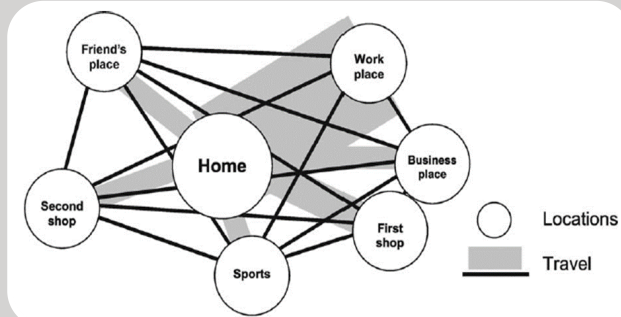 Friend's
place
Work
place
Home
Business
place
Second
shop
First
shop
Sports
Locations
Travel